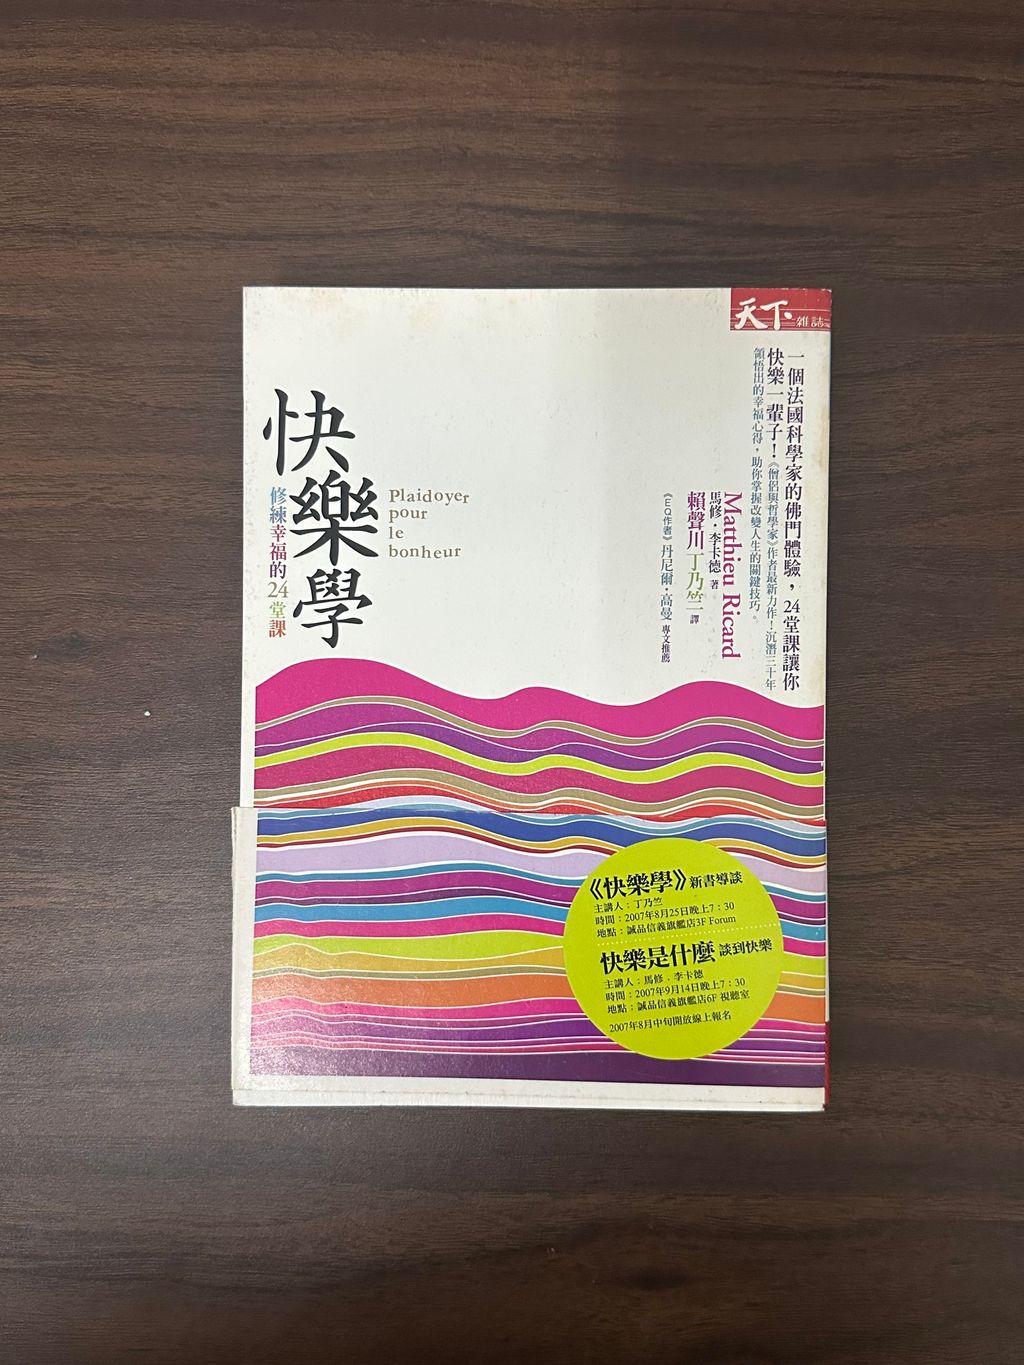 天下雜誌
一個法國科學家的佛門體驗，24堂課讓你
快樂一輩子！《僧侶與哲學家》作者最新力作！沉潛三十年
領悟出的幸福心得，助你掌握改變人生的關鍵技巧。
Matthieu Ricard
馬修・李卡德 著
賴聲川 丁乃竺 譯
《EQ作者》丹尼爾・高曼 專文推薦
快樂學
修練幸福的24堂課
Plaidoyer
pour
le
bonheur
《快樂學》新書導談
主講人：丁乃竺
時間：2007年8月25日晚上7：30
地點：誠品信義旗艦店3F Forum
快樂是什麼 談到快樂
主講人：馬修．李卡德
時間：2007年9月14日晚上7：30
地點：誠品信義旗艦店6F 視聽室
2007年8月中旬開放線上報名